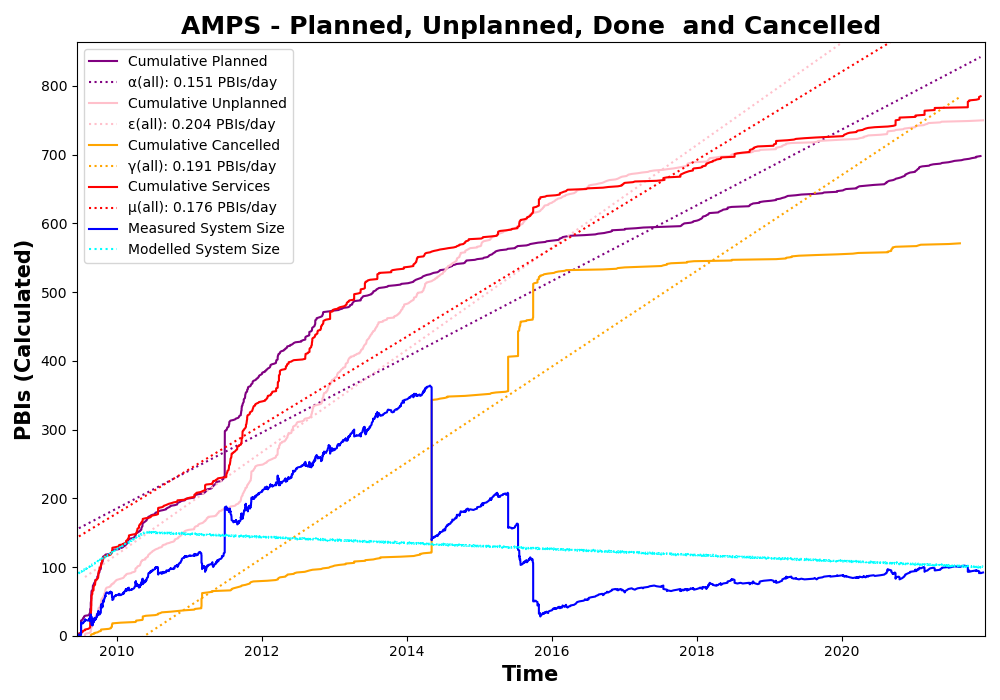 AMPS - Planned, Unplanned, Done  and Cancelled
PBIs (Calculated)
800
700
600
500
400
300
200
100
0
Cumulative Planned
α(all): 0.151 PBIs/day
Cumulative Unplanned
ε(all): 0.204 PBIs/day
Cumulative Cancelled
γ(all): 0.191 PBIs/day
Cumulative Services
μ(all): 0.176 PBIs/day
Measured System Size
Modelled System Size
2010 2012 2014 2016 2018 2020
Time